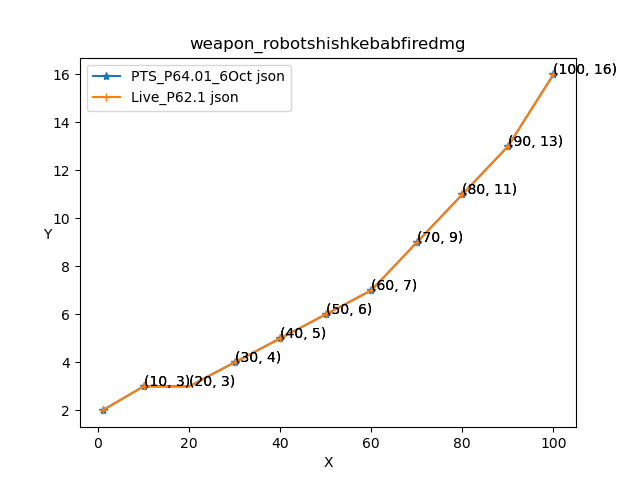 weapon_robotshishkebabfiredmg
PTS_P64.01_6Oct json
Live_P62.1 json
(100, 16)
(90, 13)
(80, 11)
(70, 9)
(60, 7)
(50, 6)
(40, 5)
(30, 4)
(10, 3) (20, 3)
16
14
12
10
8
6
4
2
Y
0 20 40 60 80 100
X